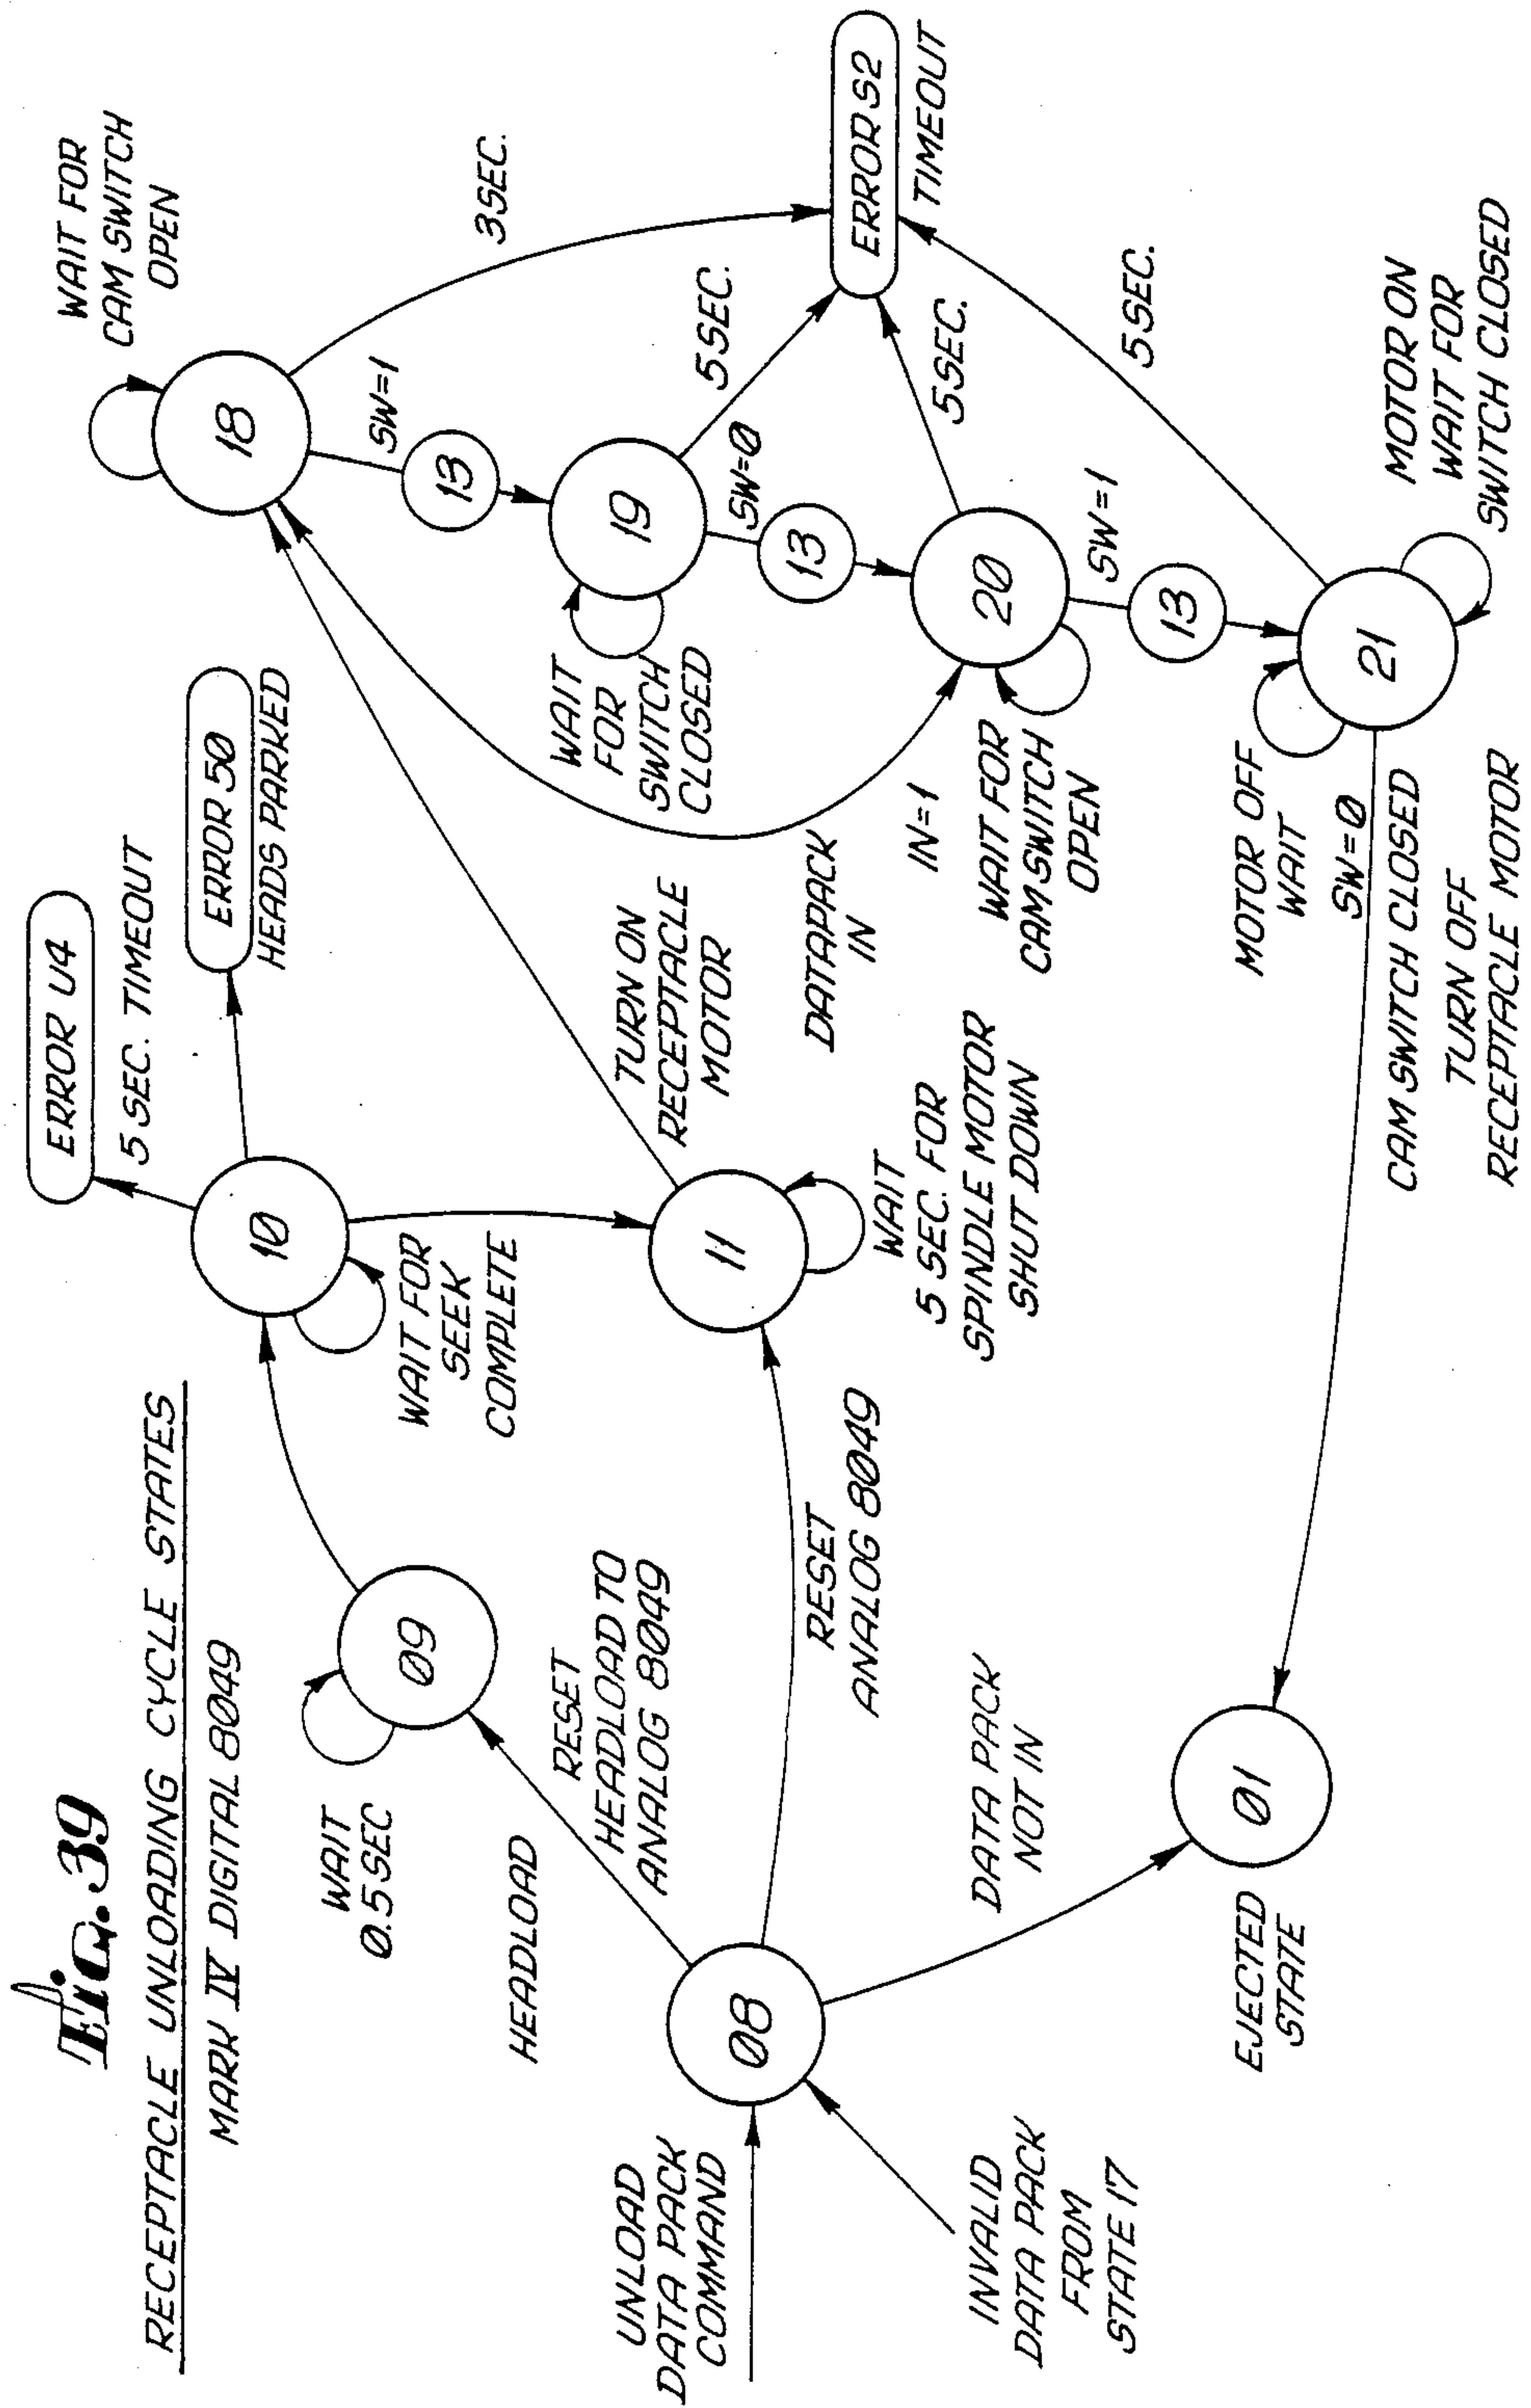 Fig. 39
RECEPTACLE UNLOADING CYCLE STATES
MARK IV DIGITAL 8049
UNLOAD
DATA PACK
COMMAND
INVALID
DATA PACK
FROM
STATE 17
08
HEADLOAD
RESET
HEADLOAD TO
ANALOG 8049
WAIT
0.5 SEC
09
RESET
ANALOG 8049
DATA PACK
NOT IN
EJECTED
STATE
01
10
WAIT FOR
SEEK
COMPLETE
ERROR U4
5 SEC. TIMEOUT
ERROR 50
HEADS PARKED
11
WAIT
5 SEC. FOR
SPINDLE MOTOR
SHUT DOWN
TURN ON
RECEPTACLE
MOTOR
DATAPACK
IN
IN=1
18
WAIT FOR
CAM SWITCH
OPEN
3 SEC.
SW=1
13
19
WAIT
FOR
SWITCH
CLOSED
5 SEC.
SW=0
13
20
WAIT FOR
CAM SWITCH
OPEN
5 SEC.
SW=1
13
21
MOTOR OFF
WAIT
MOTOR ON
WAIT FOR
SWITCH CLOSED
5 SEC.
ERROR S2
TIMEOUT
SW=0
CAM SWITCH CLOSED
TURN OFF
RECEPTACLE MOTOR